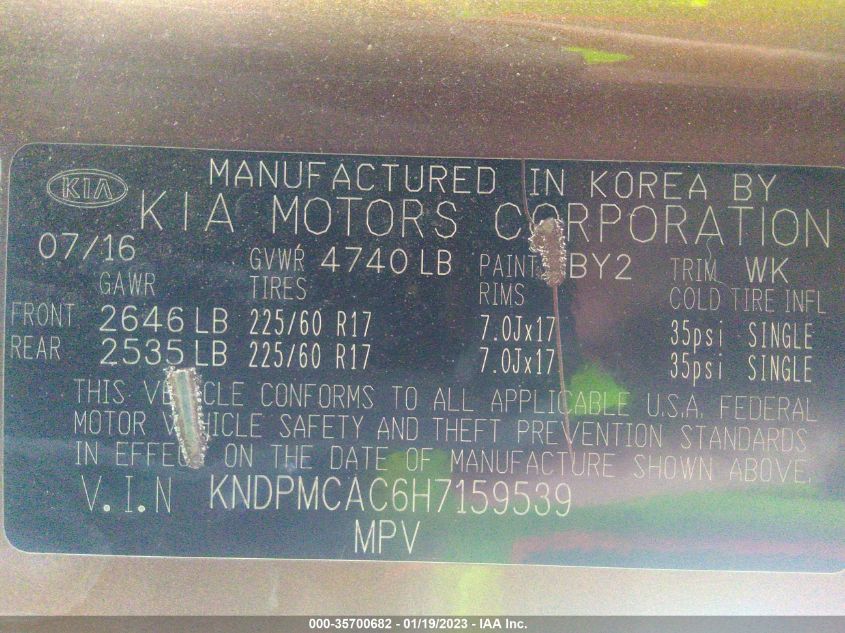 KIA
MANUFACTURED IN KOREA BY
KIA MOTORS CORPORATION
07/16 GVWR 4740 LB PAINT BY2 TRIM WK
GAWR TIRES RIMS COLD TIRE INFL
FRONT 2646 LB 225/60 R17 7.0Jx17 35psi SINGLE
REAR 2535 LB 225/60 R17 7.0Jx17 35psi SINGLE
THIS VEHICLE CONFORMS TO ALL APPLICABLE U.S.A. FEDERAL
MOTOR VEHICLE SAFETY AND THEFT PREVENTION STANDARDS
IN EFFECT ON THE DATE OF MANUFACTURE SHOWN ABOVE.
V.I.N KNDPMCAC6H7159539
MPV
000-35700682 - 01/19/2023 - IAA Inc.